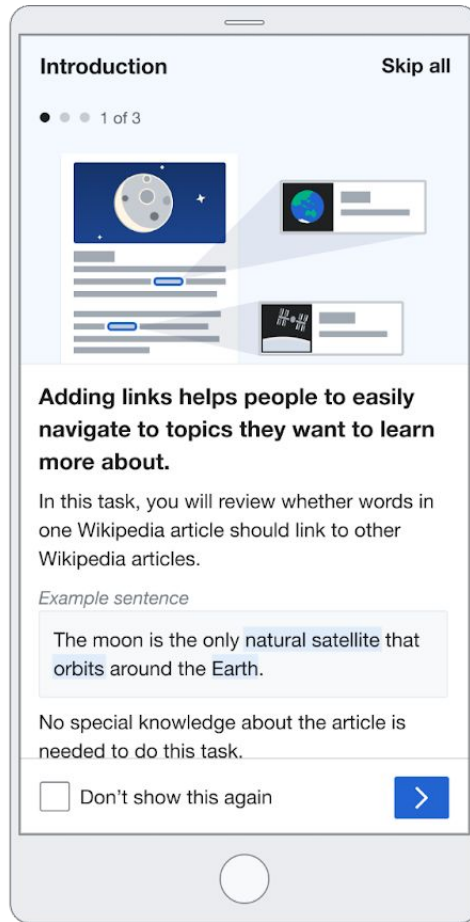 Introduction
Skip all
1 of 3
Adding links helps people to easily
navigate to topics they want to learn
more about.
In this task, you will review whether words in
one Wikipedia article should link to other
Wikipedia articles.
Example sentence
The moon is the only natural satellite that
orbits around the Earth.
No special knowledge about the article is
needed to do this task.
Don’t show this again